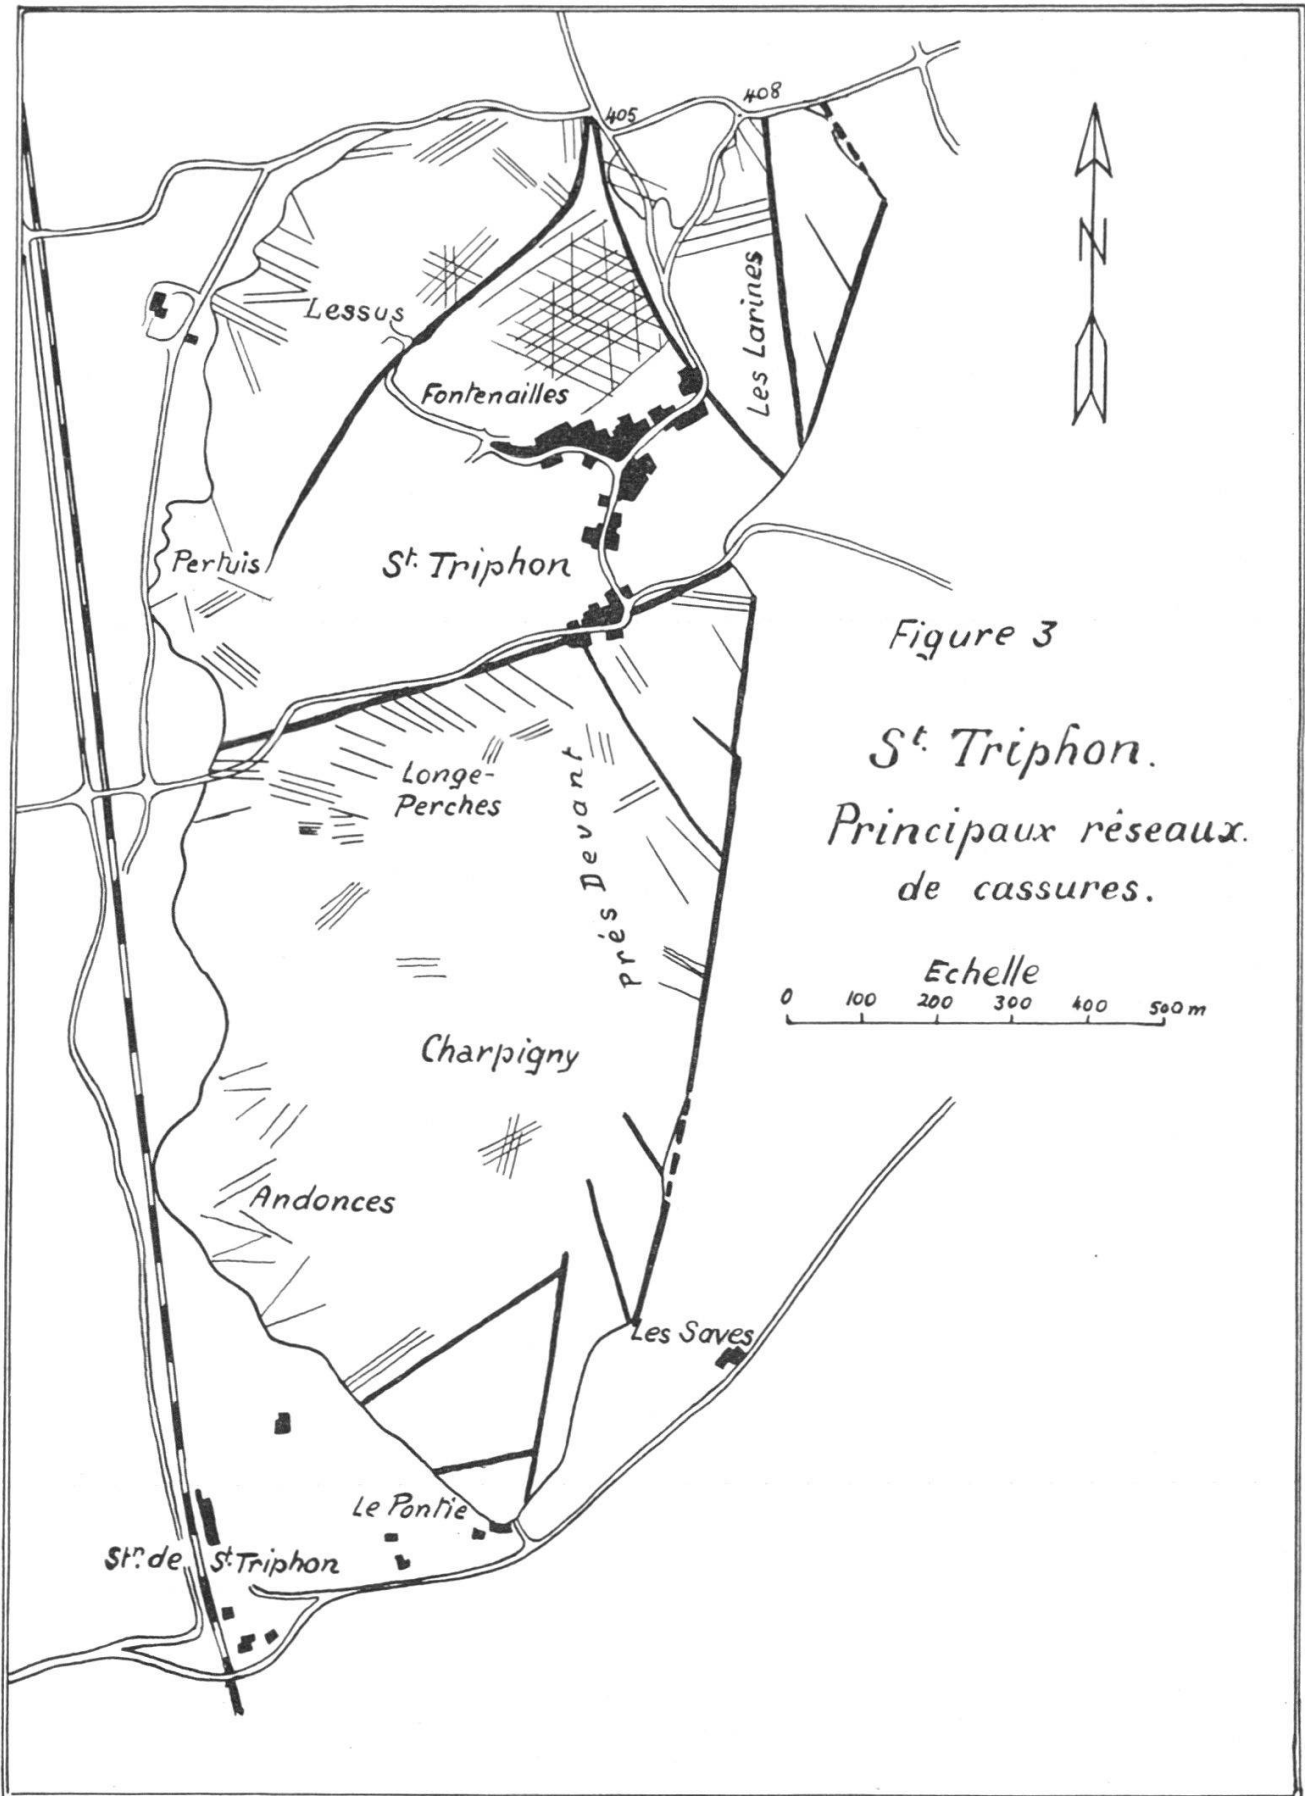 408
405
N
Lessus
Les Larines
Fontenailles
Pertuis
St. Triphon
Figure 3
St. Triphon.
Principaux réseaux.
de cassures.
Longe-
Perches
prés Devant
Echelle
0 100 200 300 400 500 m
Charpigny
Andonces
Les Saves
Le Pontie
Stn. de St. Triphon